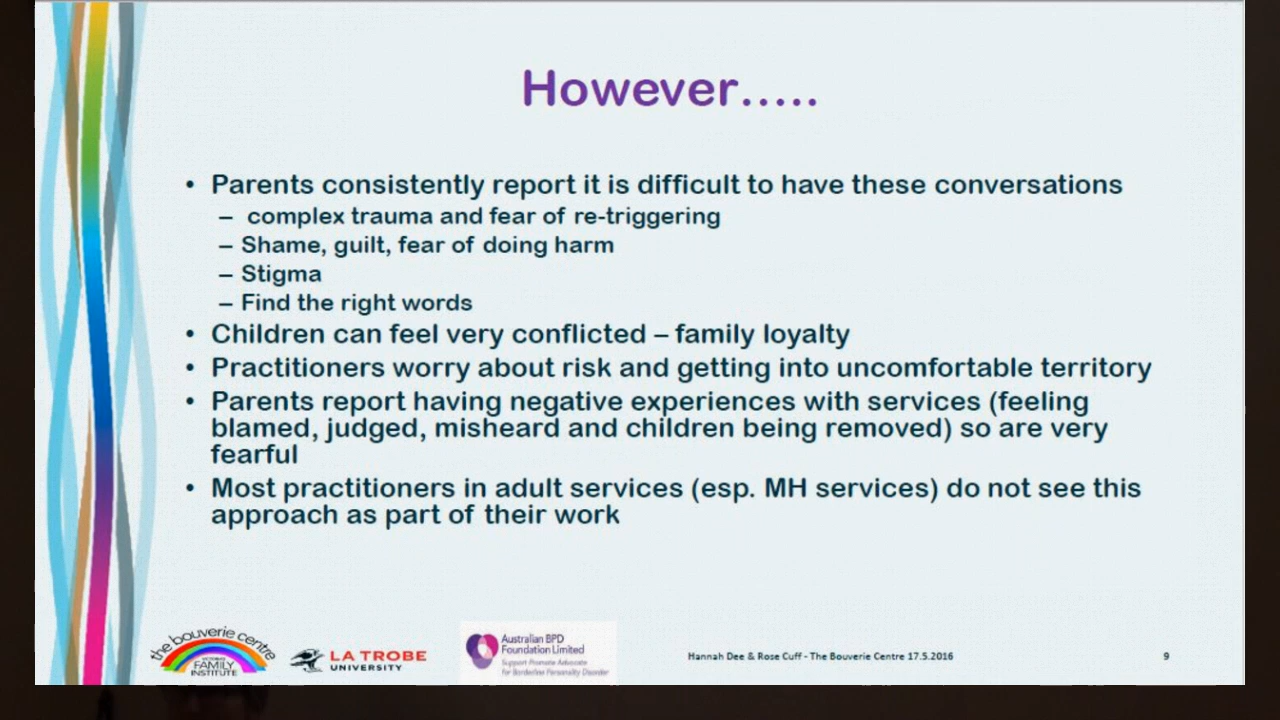 However.....
• Parents consistently report it is difficult to have these conversations
– complex trauma and fear of re-triggering
– Shame, guilt, fear of doing harm
– Stigma
– Find the right words
• Children can feel very conflicted – family loyalty
• Practitioners worry about risk and getting into uncomfortable territory
• Parents report having negative experiences with services (feeling
blamed, judged, misheard and children being removed) so are very
fearful
• Most practitioners in adult services (esp. MH services) do not see this
approach as part of their work
the bouverie centre
VICTORIA'S
FAMILY
INSTITUTE
LA TROBE
UNIVERSITY
Australian BPD
Foundation Limited
Support Promote Advocate
for Borderline Personality Disorder
Hannah Dee & Rose Cuff - The Bouverie Centre 17.5.2016
9